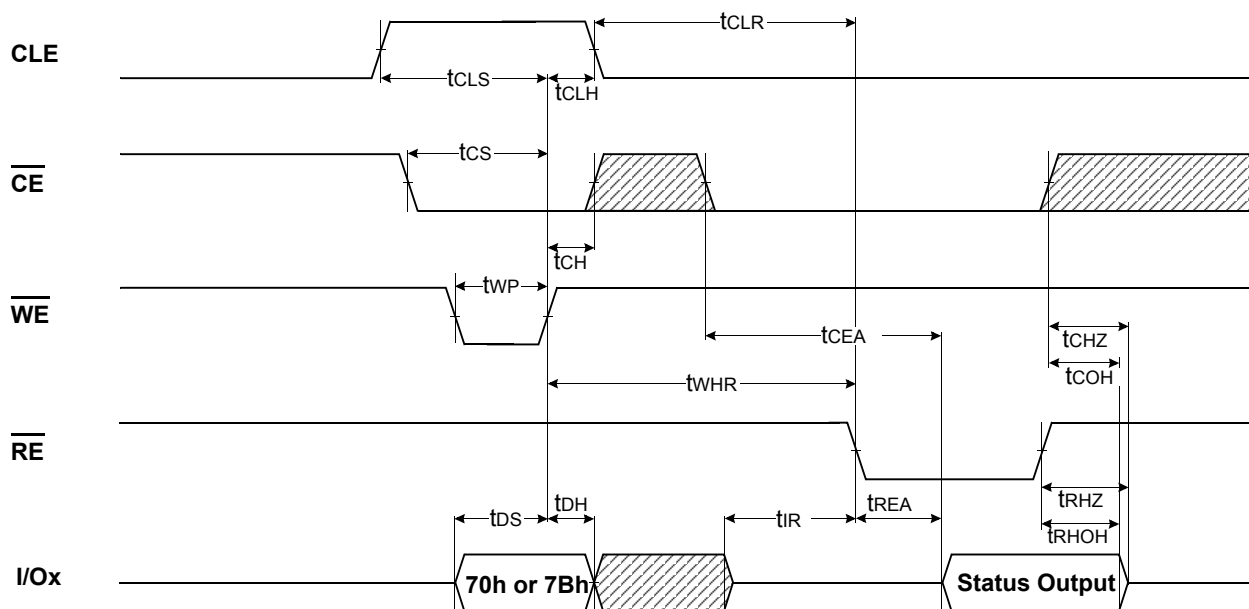 CLE
tCLR
tCLS
tCLH
CE
tCS
tCH
WE
tWP
tCEA
tCHZ
tCOH
tWHR
RE
tRHZ
tRHOH
tDS
tDH
tIR
tREA
I/Ox
70h or 7Bh
Status Output